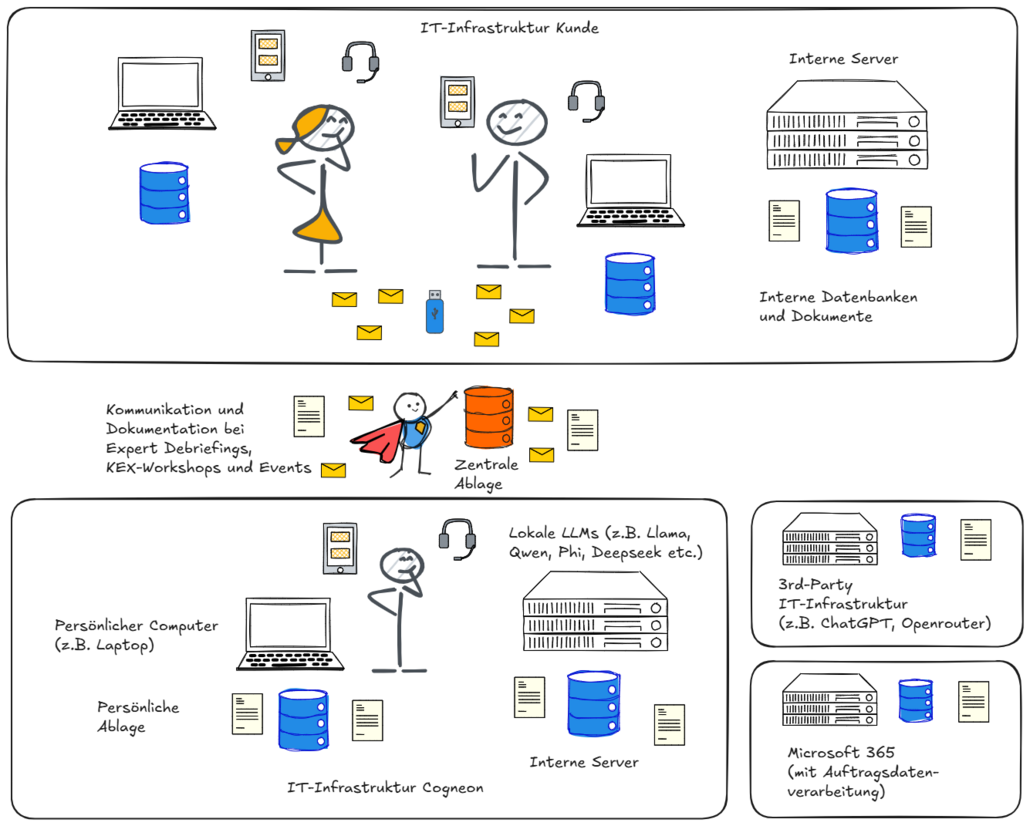 IT-Infrastruktur Kunde
Interne Server
Interne Datenbanken
und Dokumente
Kommunikation und
Dokumentation bei
Expert Debriefings,
KEX-Workshops und Events
Zentrale
Ablage
Lokale LLMs (z.B. Llama,
Qwen, Phi, Deepseek etc.)
Persönlicher Computer
(z.B. Laptop)
Persönliche
Ablage
Interne Server
IT-Infrastruktur Cogneon
3rd-Party
IT-Infrastruktur
(z.B. ChatGPT, Openrouter)
Microsoft 365
(mit Auftragsdaten-
verarbeitung)